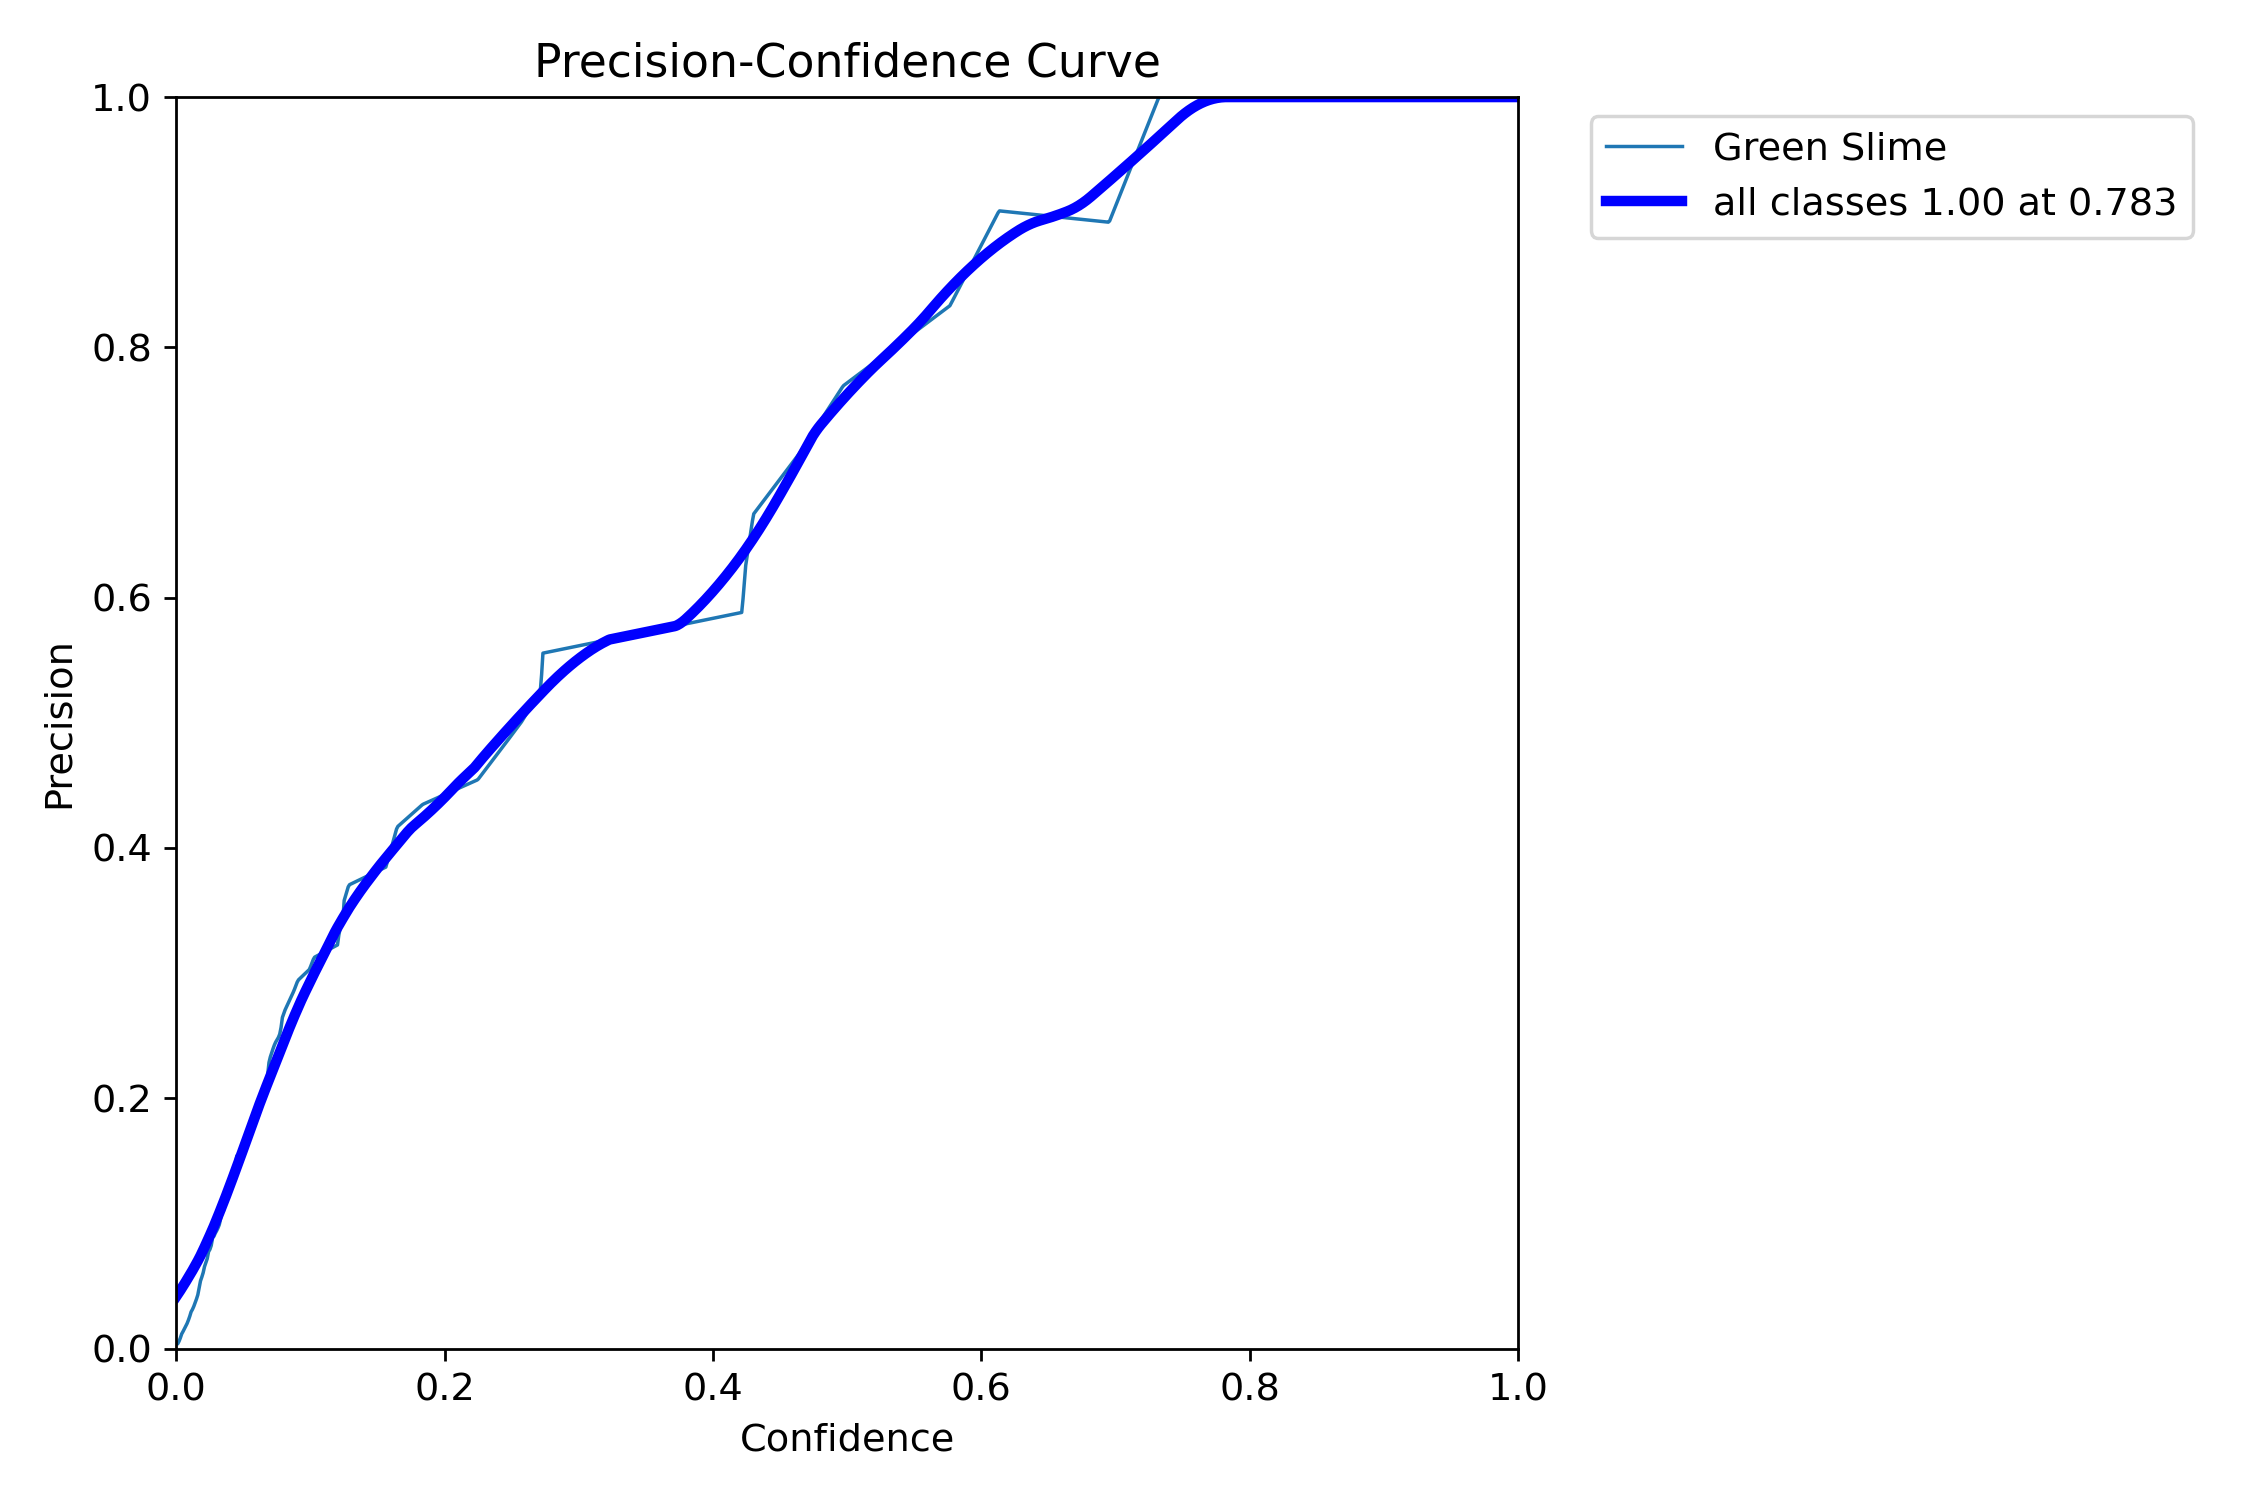 Precision-Confidence Curve
1.0
0.8
0.6
0.4
0.2
0.0
Precision
0.0 0.2 0.4 0.6 0.8 1.0
Confidence
Green Slime
all classes 1.00 at 0.783